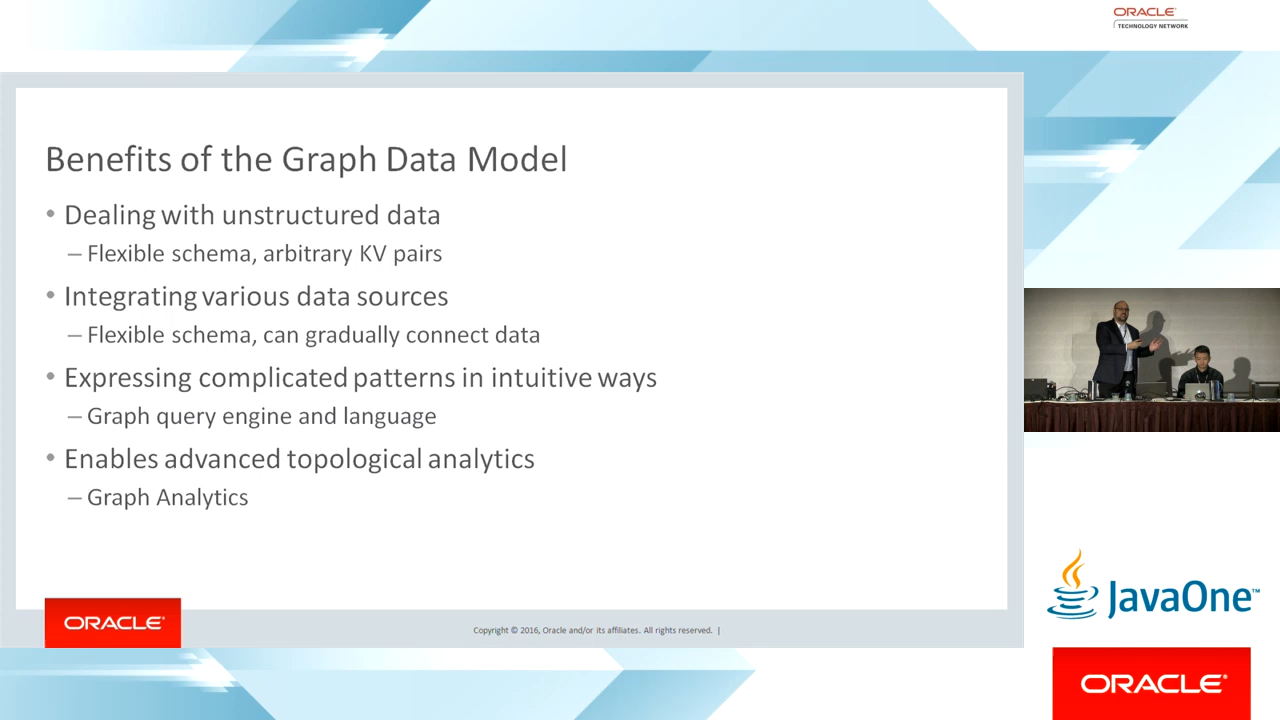 ORACLE
TECHNOLOGY NETWORK
Benefits of the Graph Data Model
• Dealing with unstructured data
– Flexible schema, arbitrary KV pairs
• Integrating various data sources
– Flexible schema, can gradually connect data
• Expressing complicated patterns in intuitive ways
– Graph query engine and language
• Enables advanced topological analytics
– Graph Analytics
JavaOne™
ORACLE®
Copyright © 2016, Oracle and/or its affiliates. All rights reserved. |
ORACLE®